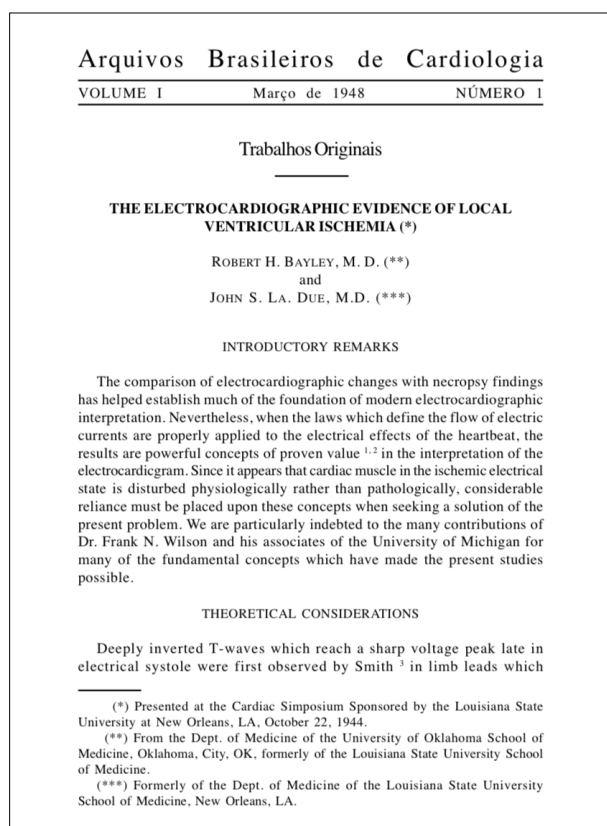 Arquivos Brasileiros de Cardiologia
VOLUME I Março de 1948 NÚMERO 1
Trabalhos Originais
THE ELECTROCARDIOGRAPHIC EVIDENCE OF LOCAL
VENTRICULAR ISCHEMIA (*)
ROBERT H. BAYLEY, M. D. (**)
and
JOHN S. LA. DUE, M.D. (***)
INTRODUCTORY REMARKS
The comparison of electrocardiographic changes with necropsy findings
has helped establish much of the foundation of modern electrocardiographic
interpretation. Nevertheless, when the laws which define the flow of electric
currents are properly applied to the electrical effects of the heartbeat, the
results are powerful concepts of proven value 1, 2 in the interpretation of the
electrocardicgram. Since it appears that cardiac muscle in the ischemic electrical
state is disturbed physiologically rather than pathologically, considerable
reliance must be placed upon these concepts when seeking a solution of the
present problem. We are particularly indebted to the many contributions of
Dr. Frank N. Wilson and his associates of the University of Michigan for
many of the fundamental concepts which have made the present studies
possible.
THEORETICAL CONSIDERATIONS
Deeply inverted T-waves which reach a sharp voltage peak late in
electrical systole were first observed by Smith 3 in limb leads which
(*) Presented at the Cardiac Simposium Sponsored by the Louisiana State
University at New Orleans, LA, October 22, 1944.
(**) From the Dept. of Medicine of the University of Oklahoma School of
Medicine, Oklahoma, City, OK, formerly of the Louisiana State University School
of Medicine.
(***) Formerly of the Dept. of Medicine of the Louisiana State University
School of Medicine, New Orleans, LA.